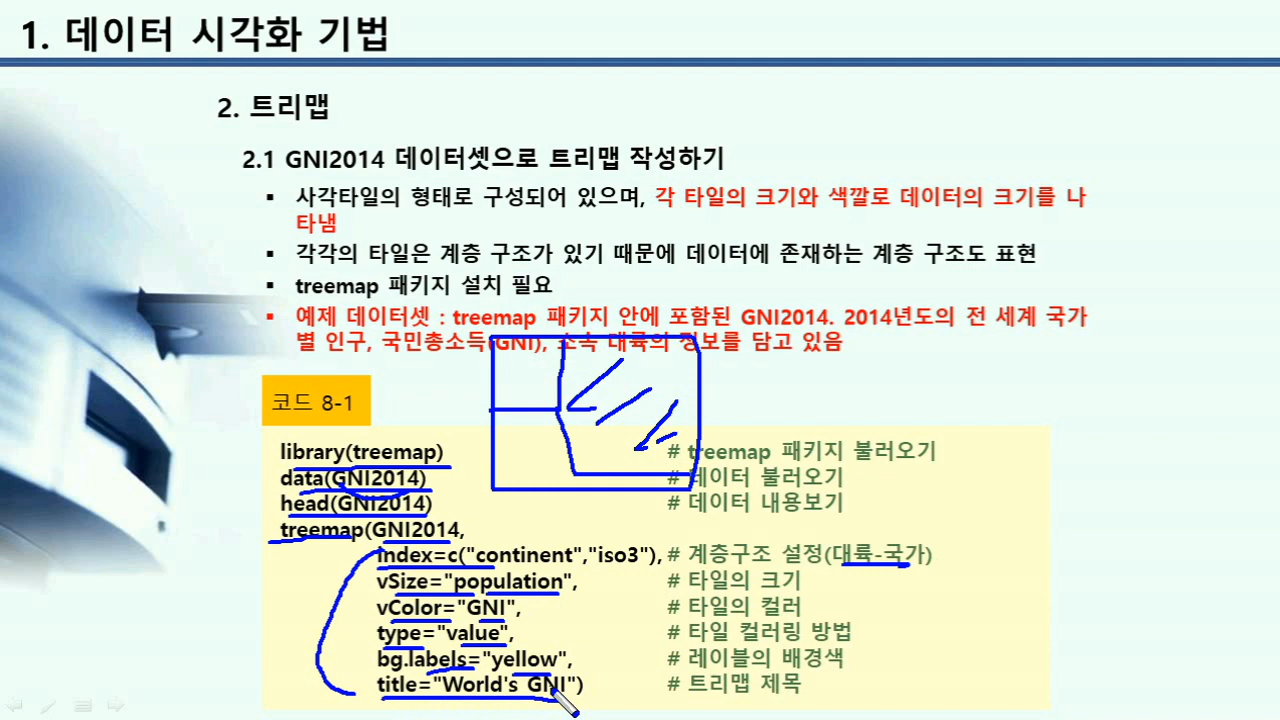 1. 데이터 시각화 기법
2. 트리맵
2.1 GNI2014 데이터셋으로 트리맵 작성하기
▪ 사각타일의 형태로 구성되어 있으며, 각 타일의 크기와 색깔로 데이터의 크기를 나
타냄
▪ 각각의 타일은 계층 구조가 있기 때문에 데이터에 존재하는 계층 구조도 표현
▪ treemap 패키지 설치 필요
▪ 예제 데이터셋 : treemap 패키지 안에 포함된 GNI2014. 2014년도의 전 세계 국가
별 인구, 국민총소득(GNI), 소속 대륙의 정보를 담고 있음
코드 8-1
library(treemap) # treemap 패키지 불러오기
data(GNI2014) # 데이터 불러오기
head(GNI2014) # 데이터 내용보기
treemap(GNI2014,
index=c("continent","iso3"), # 계층구조 설정(대륙-국가)
vSize="population", # 타일의 크기
vColor="GNI", # 타일의 컬러
type="value", # 타일 컬러링 방법
bg.labels="yellow", # 레이블의 배경색
title="World's GNI") # 트리맵 제목